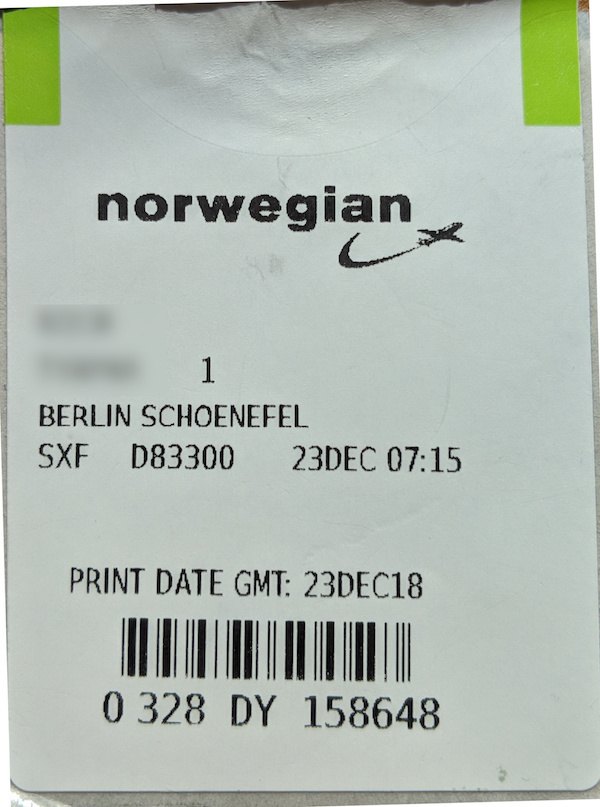 norwegian
1
BERLIN SCHOENEFEL
SXF D83300 23DEC 07:15
PRINT DATE GMT: 23DEC18
0 328 DY 158648